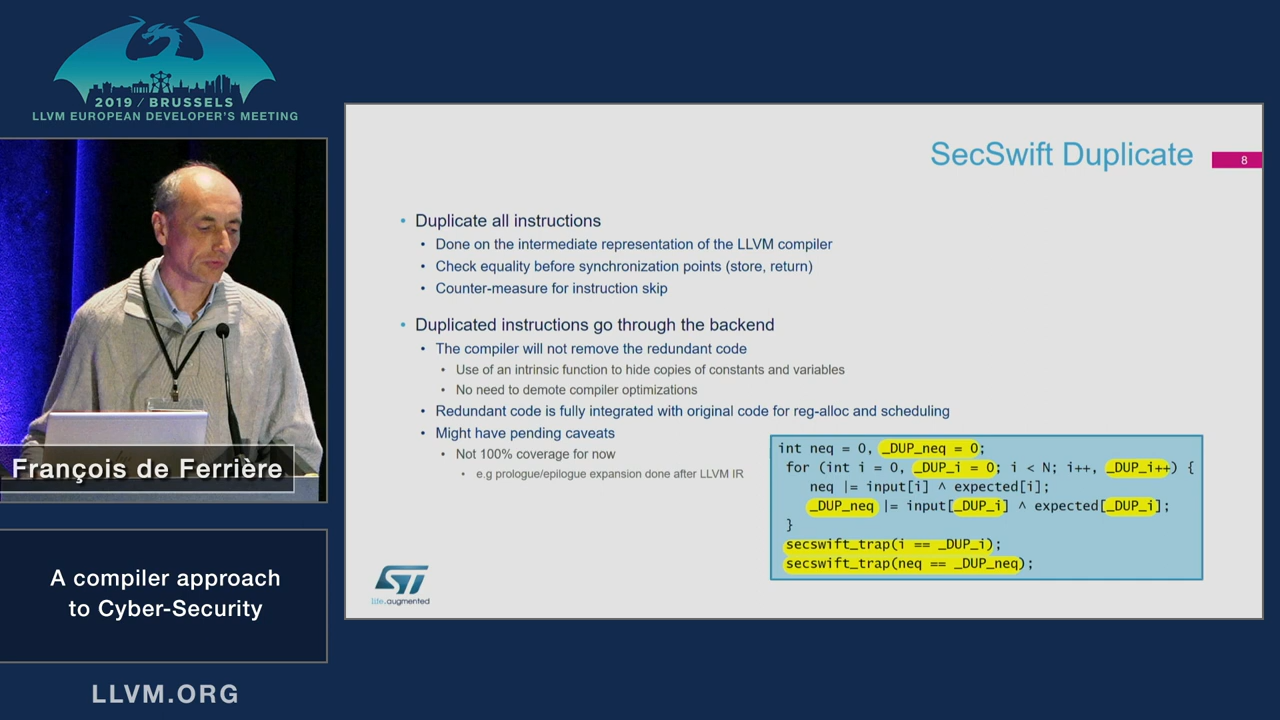 2019 / BRUSSELS
LLVM EUROPEAN DEVELOPER'S MEETING
François de Ferrière
A compiler approach
to Cyber-Security
LLVM.ORG
SecSwift Duplicate
8
• Duplicate all instructions
• Done on the intermediate representation of the LLVM compiler
• Check equality before synchronization points (store, return)
• Counter-measure for instruction skip
• Duplicated instructions go through the backend
• The compiler will not remove the redundant code
• Use of an intrinsic function to hide copies of constants and variables
• No need to demote compiler optimizations
• Redundant code is fully integrated with original code for reg-alloc and scheduling
• Might have pending caveats
• Not 100% coverage for now
• e.g prologue/epilogue expansion done after LLVM IR
int neq = 0, _DUP_neq = 0;
for (int i = 0, _DUP_i = 0; i < N; i++, _DUP_i++) {
neq |= input[i] ^ expected[i];
_DUP_neq |= input[_DUP_i] ^ expected[_DUP_i];
}
secswift_trap(i == _DUP_i);
secswift_trap(neq == _DUP_neq);
ST
life.augmented